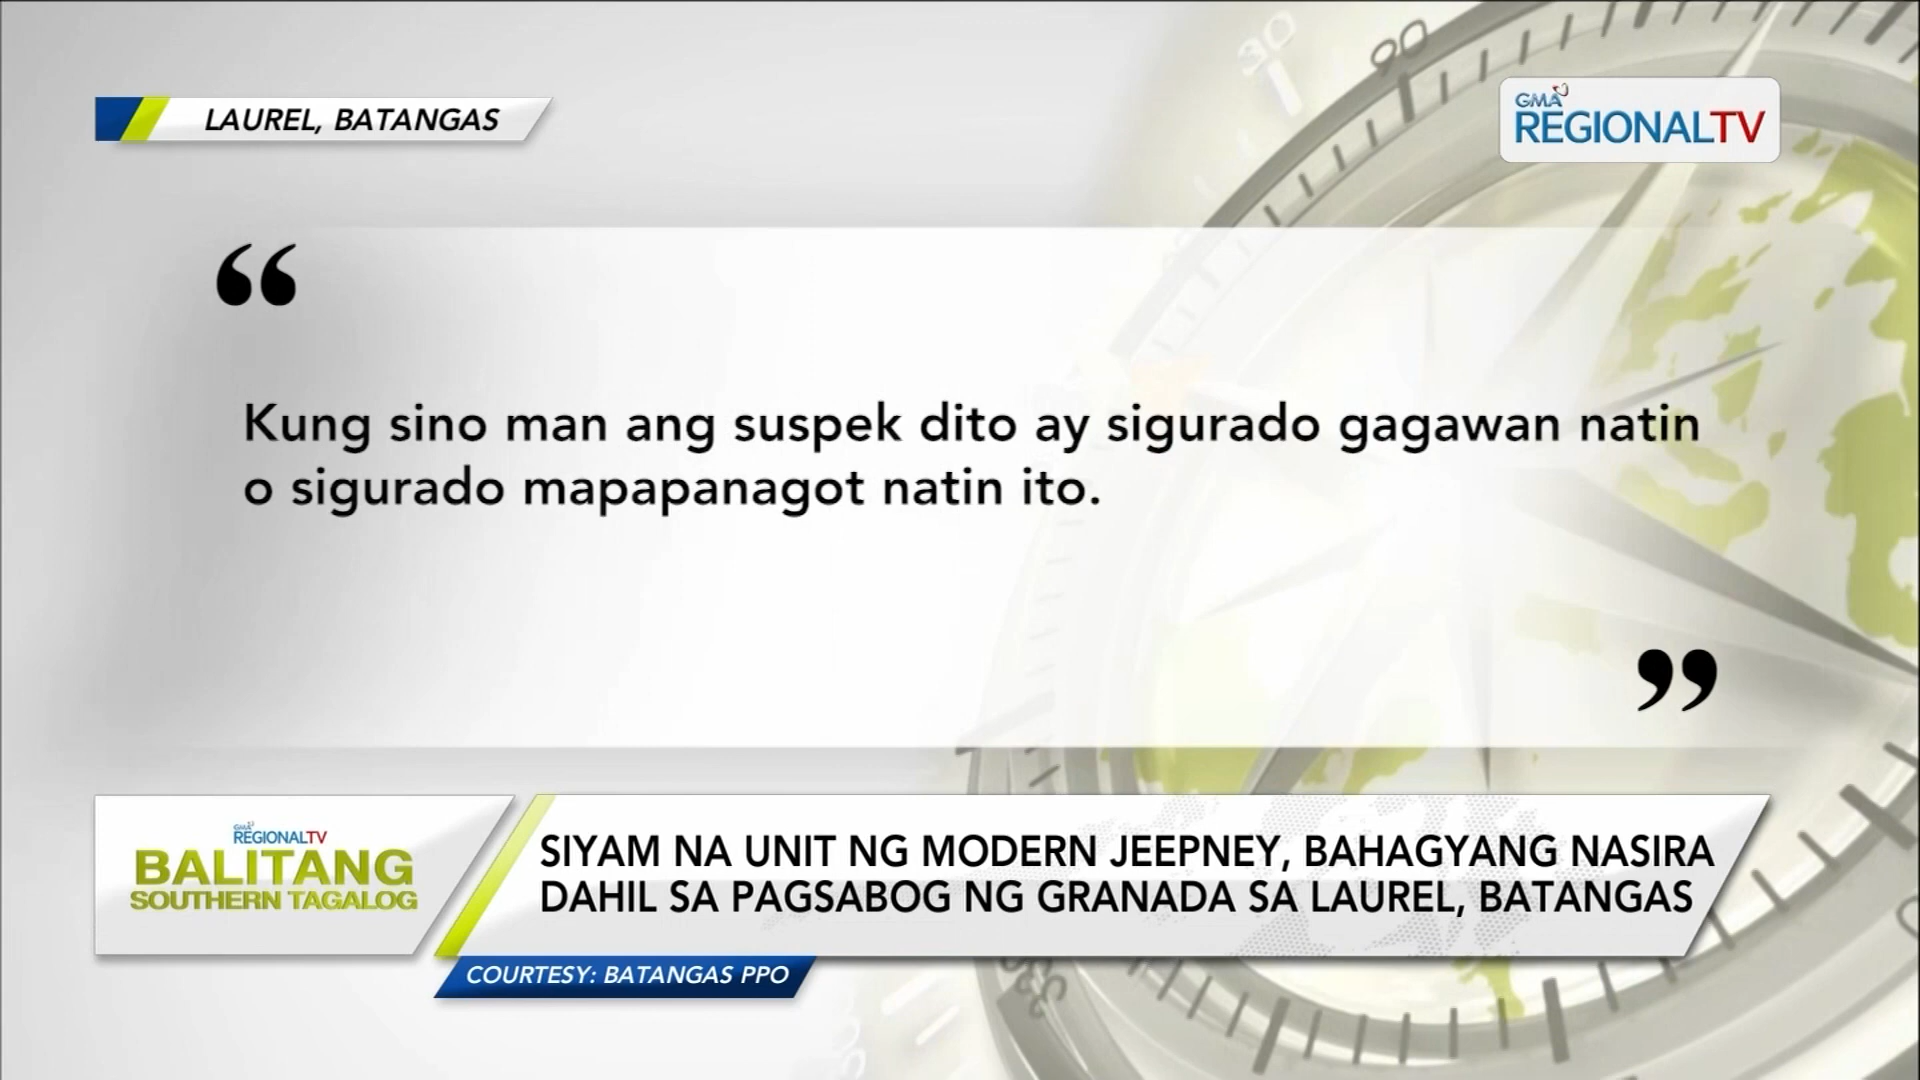 LAUREL, BATANGAS
GMA
REGIONALTV
90
“
Kung sino man ang suspek dito ay sigurado gagawan natin
o sigurado mapapanagot natin ito.
”
GMA
REGIONALTV
BALITANG
SOUTHERN TAGALOG
SIYAM NA UNIT NG MODERN JEEPNEY, BAHAGYANG NASIRA
DAHIL SA PAGSABOG NG GRANADA SA LAUREL, BATANGAS
COURTESY: BATANGAS PPO